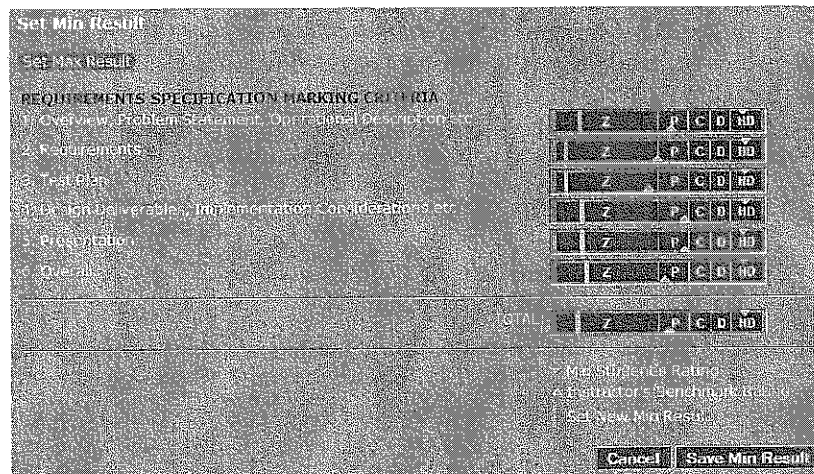 Set Min Result
Set Max Result
REQUIREMENTS SPECIFICATION MARKING CRITERIA
1. Overview, Problem Statement, Operational Description etc
Z P C D HD
2. Requirements
Z P C D HD
3. Test Plan
Z P C D HD
4. Design Deliverables, Implementation Considerations etc
Z P C D HD
5. Presentation
Z P C D HD
6. Overall
Z P C D HD
TOTAL:
Z P C D HD
Student's Rating
Instructor's Benchmark Rating
Set New Min Result
Cancel Save Min Result